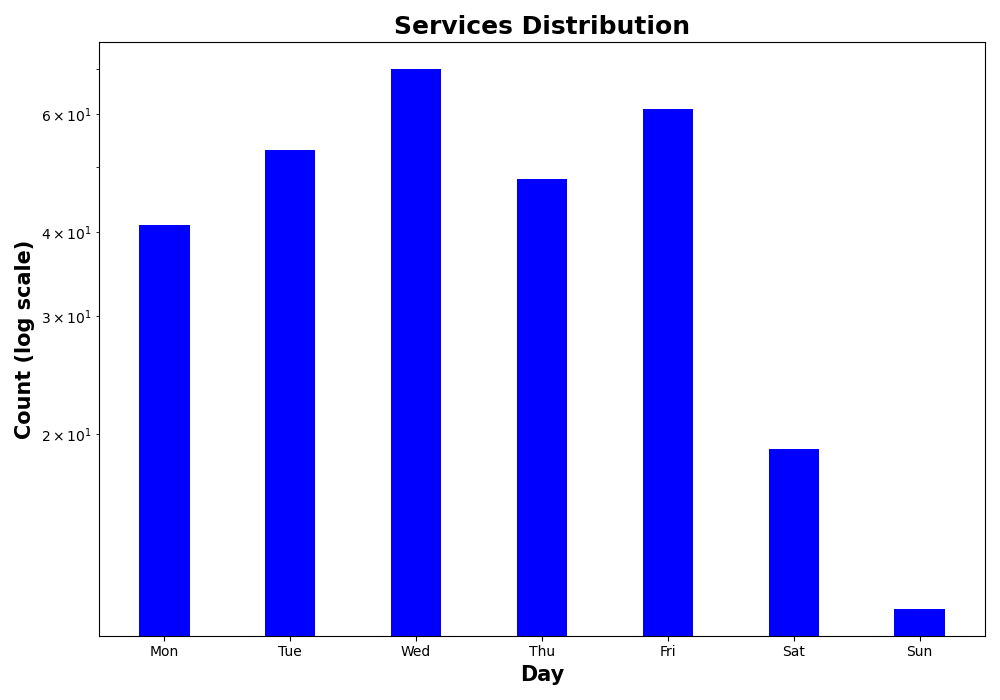 Services Distribution
Count (log scale)
6 × 10¹
4 × 10¹
3 × 10¹
2 × 10¹
Mon Tue Wed Thu Fri Sat Sun
Day